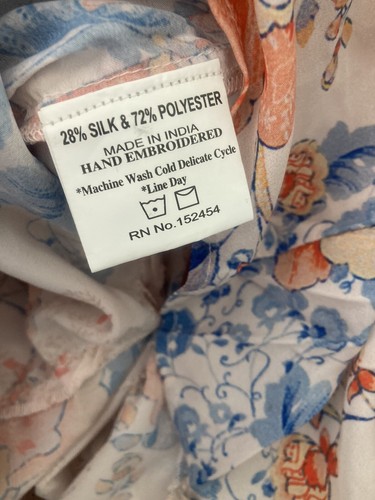 28% SILK & 72% POLYESTER
MADE IN INDIA
HAND EMBROIDERED
*Machine Wash Cold Delicate Cycle
*Line Day
RN No.152454